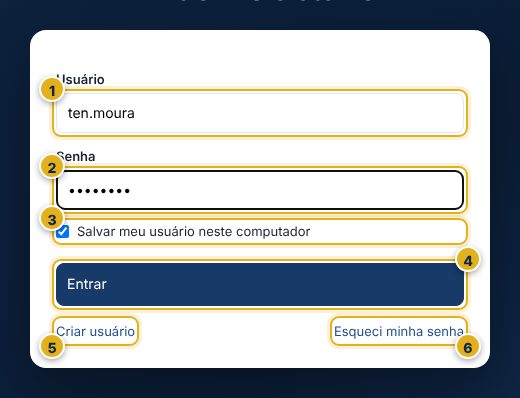 Usuário
1
ten.moura
Senha
2
••••••••
3
Salvar meu usuário neste computador
4
Entrar
Criar usuário
Esqueci minha senha
5
6